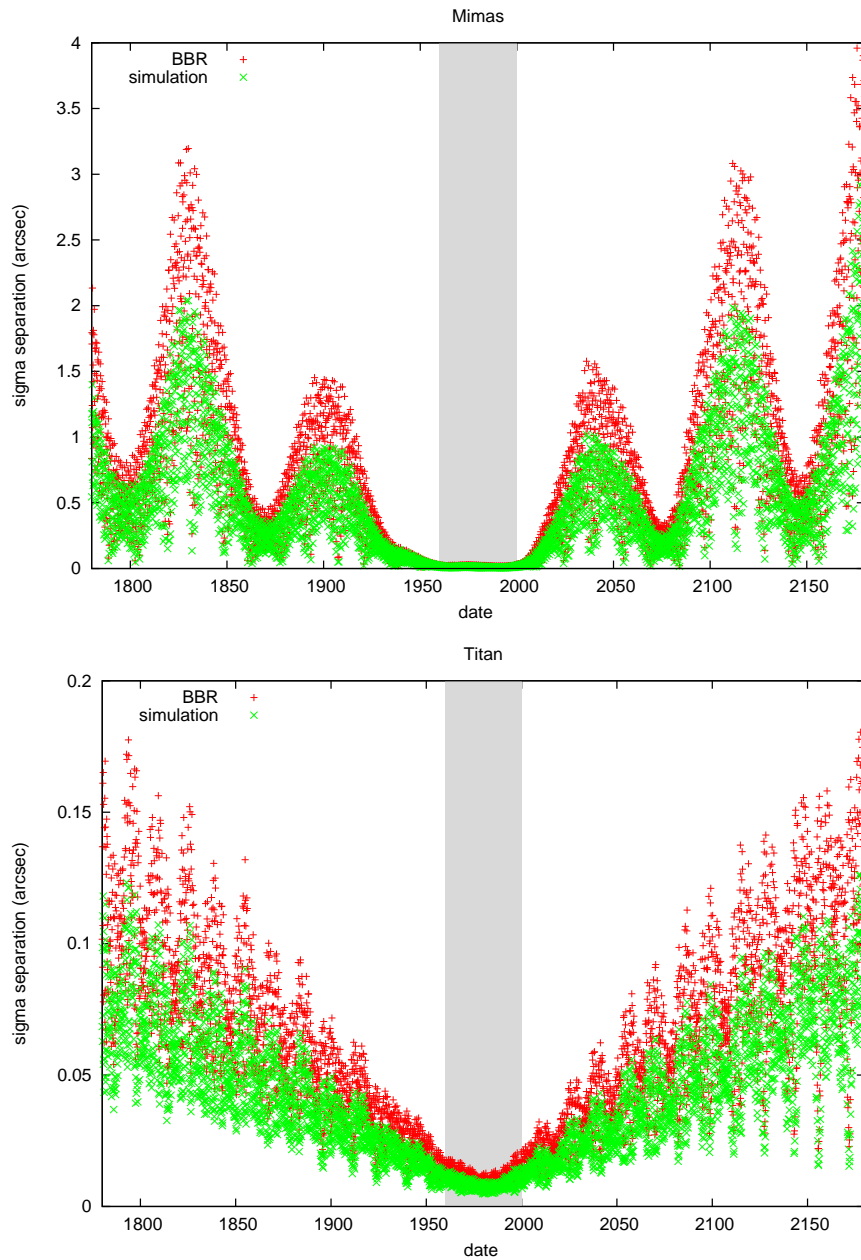 Mimas
4
3.5
3
2.5
2
1.5
1
0.5
0
sigma separation (arcsec)
BBR
simulation
1800 1850 1900 1950 2000 2050 2100 2150
date
Titan
0.2
0.15
0.1
0.05
0
sigma separation (arcsec)
BBR
simulation
1800 1850 1900 1950 2000 2050 2100 2150
date